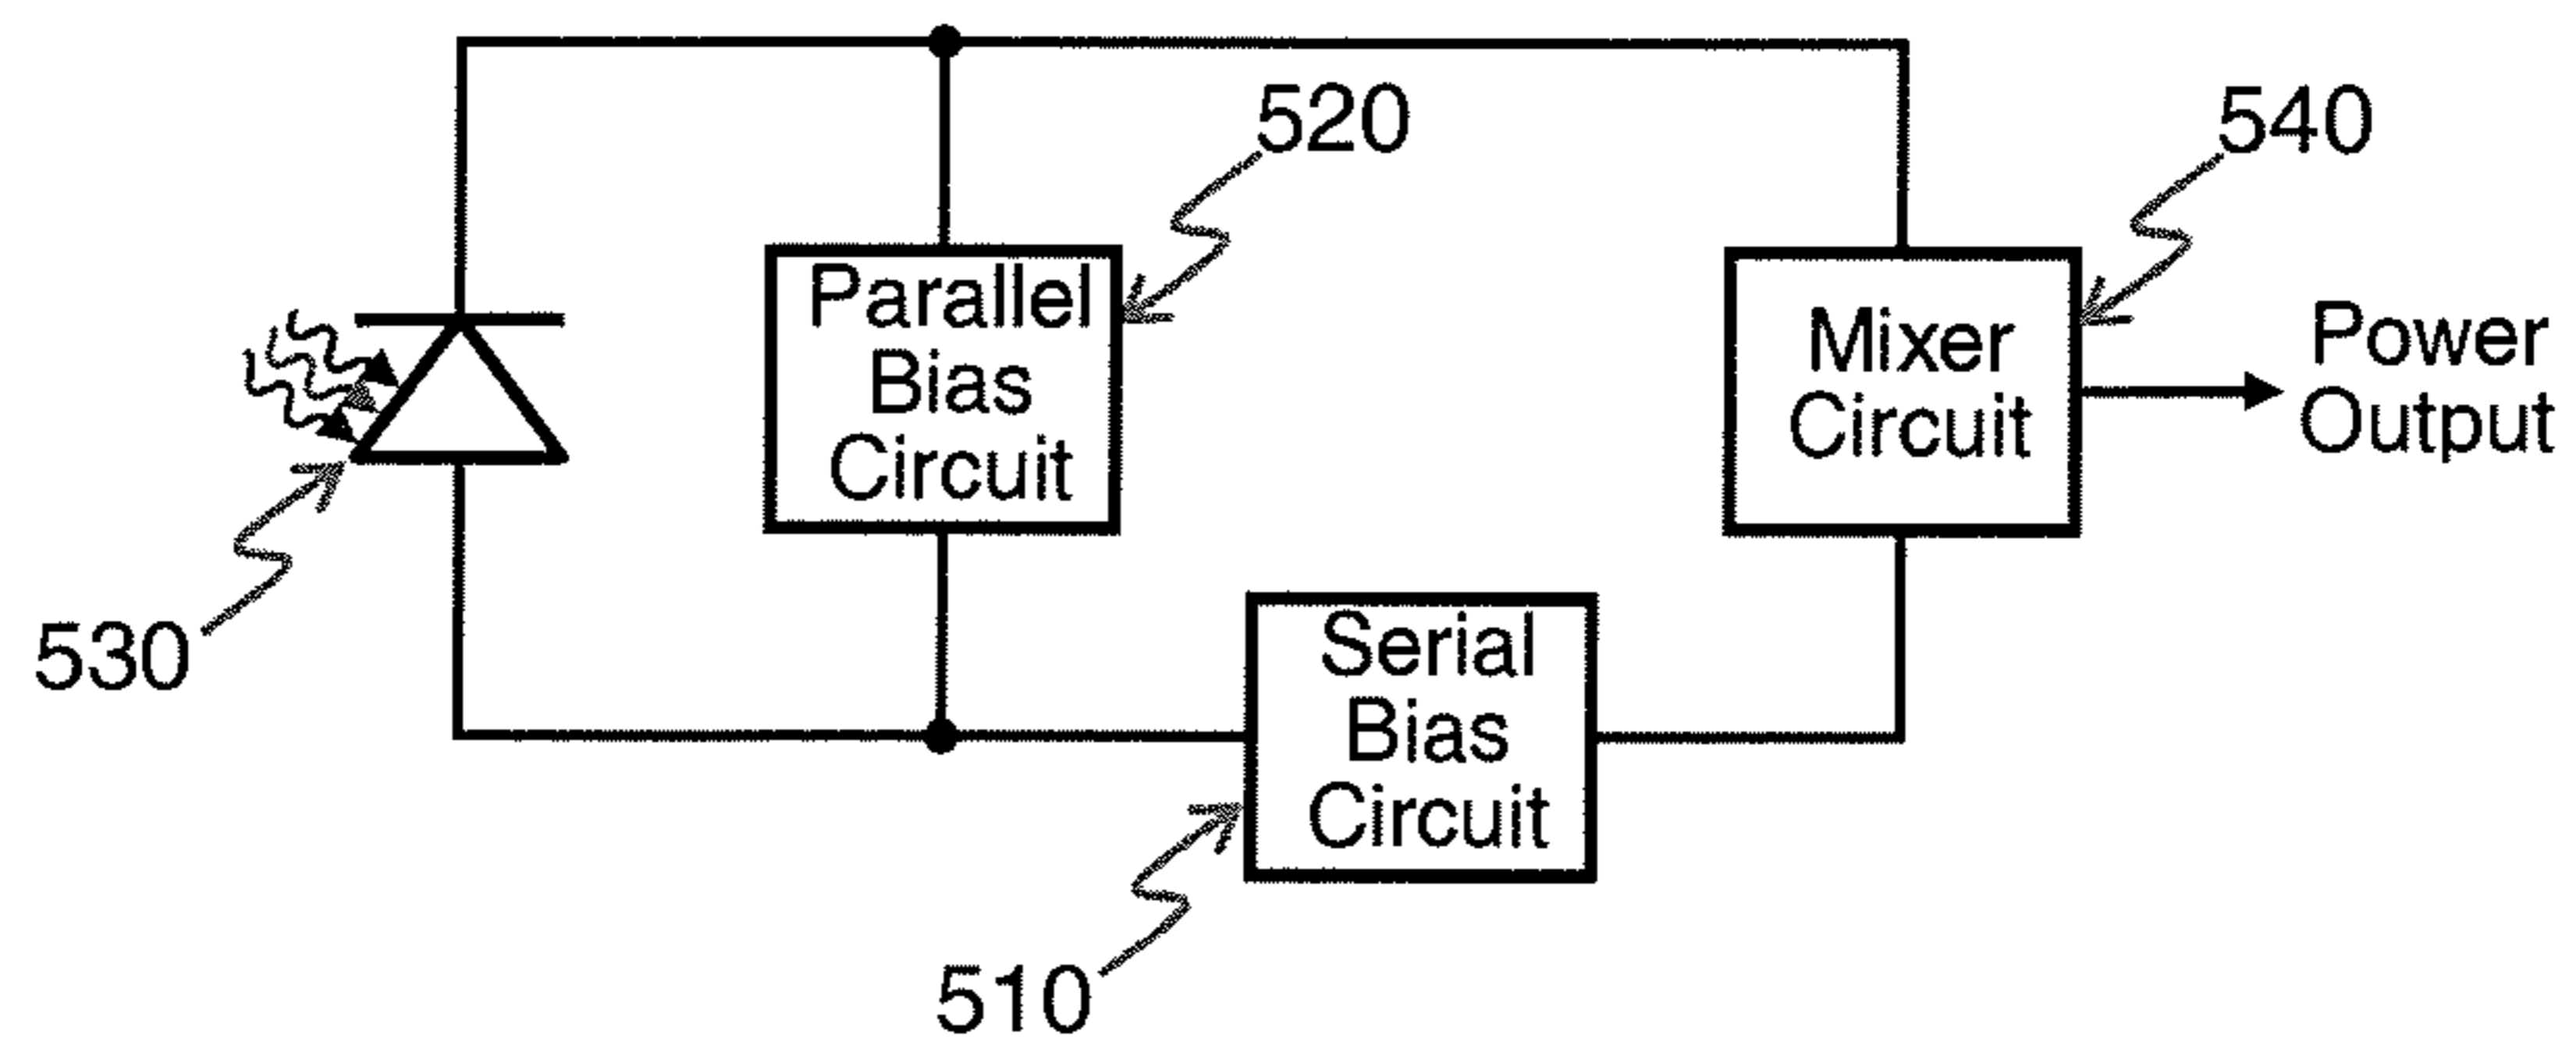 520
540
Parallel
Bias
Circuit
Mixer
Circuit
Power
Output
530
Serial
Bias
Circuit
510